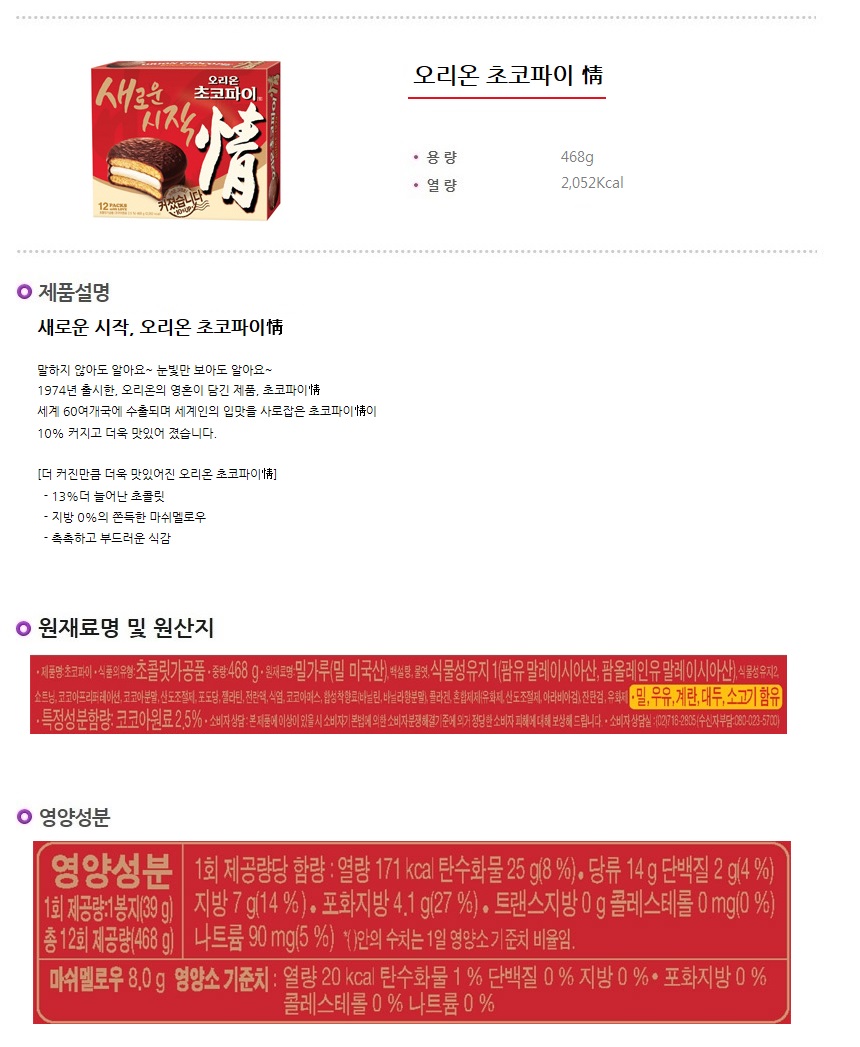 새로운
시작
오리온
초코파이
情
커졌습니다
12 PACKS
오리온 초코파이 情
• 용 량 468g
• 열 량 2,052Kcal
제품설명
새로운 시작, 오리온 초코파이情
말하지 않아도 알아요~ 눈빛만 보아도 알아요~
1974년 출시한, 오리온의 영혼이 담긴 제품, 초코파이情
세계 60여개국에 수출되며 세계인의 입맛을 사로잡은 초코파이情이
10% 커지고 더욱 맛있어 졌습니다.
[더 커진만큼 더욱 맛있어진 오리온 초코파이情]
- 13%더 늘어난 초콜릿
- 지방 0%의 쫀득한 마쉬멜로우
- 촉촉하고 부드러운 식감
원재료명 및 원산지
• 제품명:초코파이 • 식품의유형: 초콜릿가공품 • 중량:468 g • 원재료명:밀가루(밀 미국산), 백설탕, 물엿, 식물성유지1(팜유 말레이시아산, 팜올레인유 말레이시아산), 식물성유지2,
쇼트닝, 코코아프리퍼레이션, 코코아분말, 산도조절제, 포도당, 젤라틴, 전란액, 식염, 코코아매스, 합성착향료(바닐린, 바닐라향분말), 콜라겐, 혼합제제(유화제, 산도조절제, 아라비아검), 잔탄검, 유화제 • 밀, 우유, 계란, 대두, 소고기 함유
• 특정성분함량: 코코아원료 2.5% • 소비자 상담: 본 제품에 이상이 있을 시 소비자기본법에 의한 소비자분쟁해결기준에 의거 정당한 소비자 피해에 대해 보상해 드립니다. • 소비자 상담실 : (02)716-2805 (수신자부담:080-023-5700)
영양성분
영양성분
1회 제공량:1봉지(39 g)
총 12회 제공량(468 g)
1회 제공량당 함량 : 열량 171 kcal 탄수화물 25 g(8 %) • 당류 14 g 단백질 2 g(4 %)
지방 7 g(14 %) • 포화지방 4.1 g(27 %) • 트랜스지방 0 g 콜레스테롤 0 mg(0 %)
나트륨 90 mg(5 %) *( )안의 수치는 1일 영양소 기준치 비율임.
마쉬멜로우 8.0 g 영양소 기준치 : 열량 20 kcal 탄수화물 1 % 단백질 0 % 지방 0 % • 포화지방 0 %
콜레스테롤 0 % 나트륨 0 %